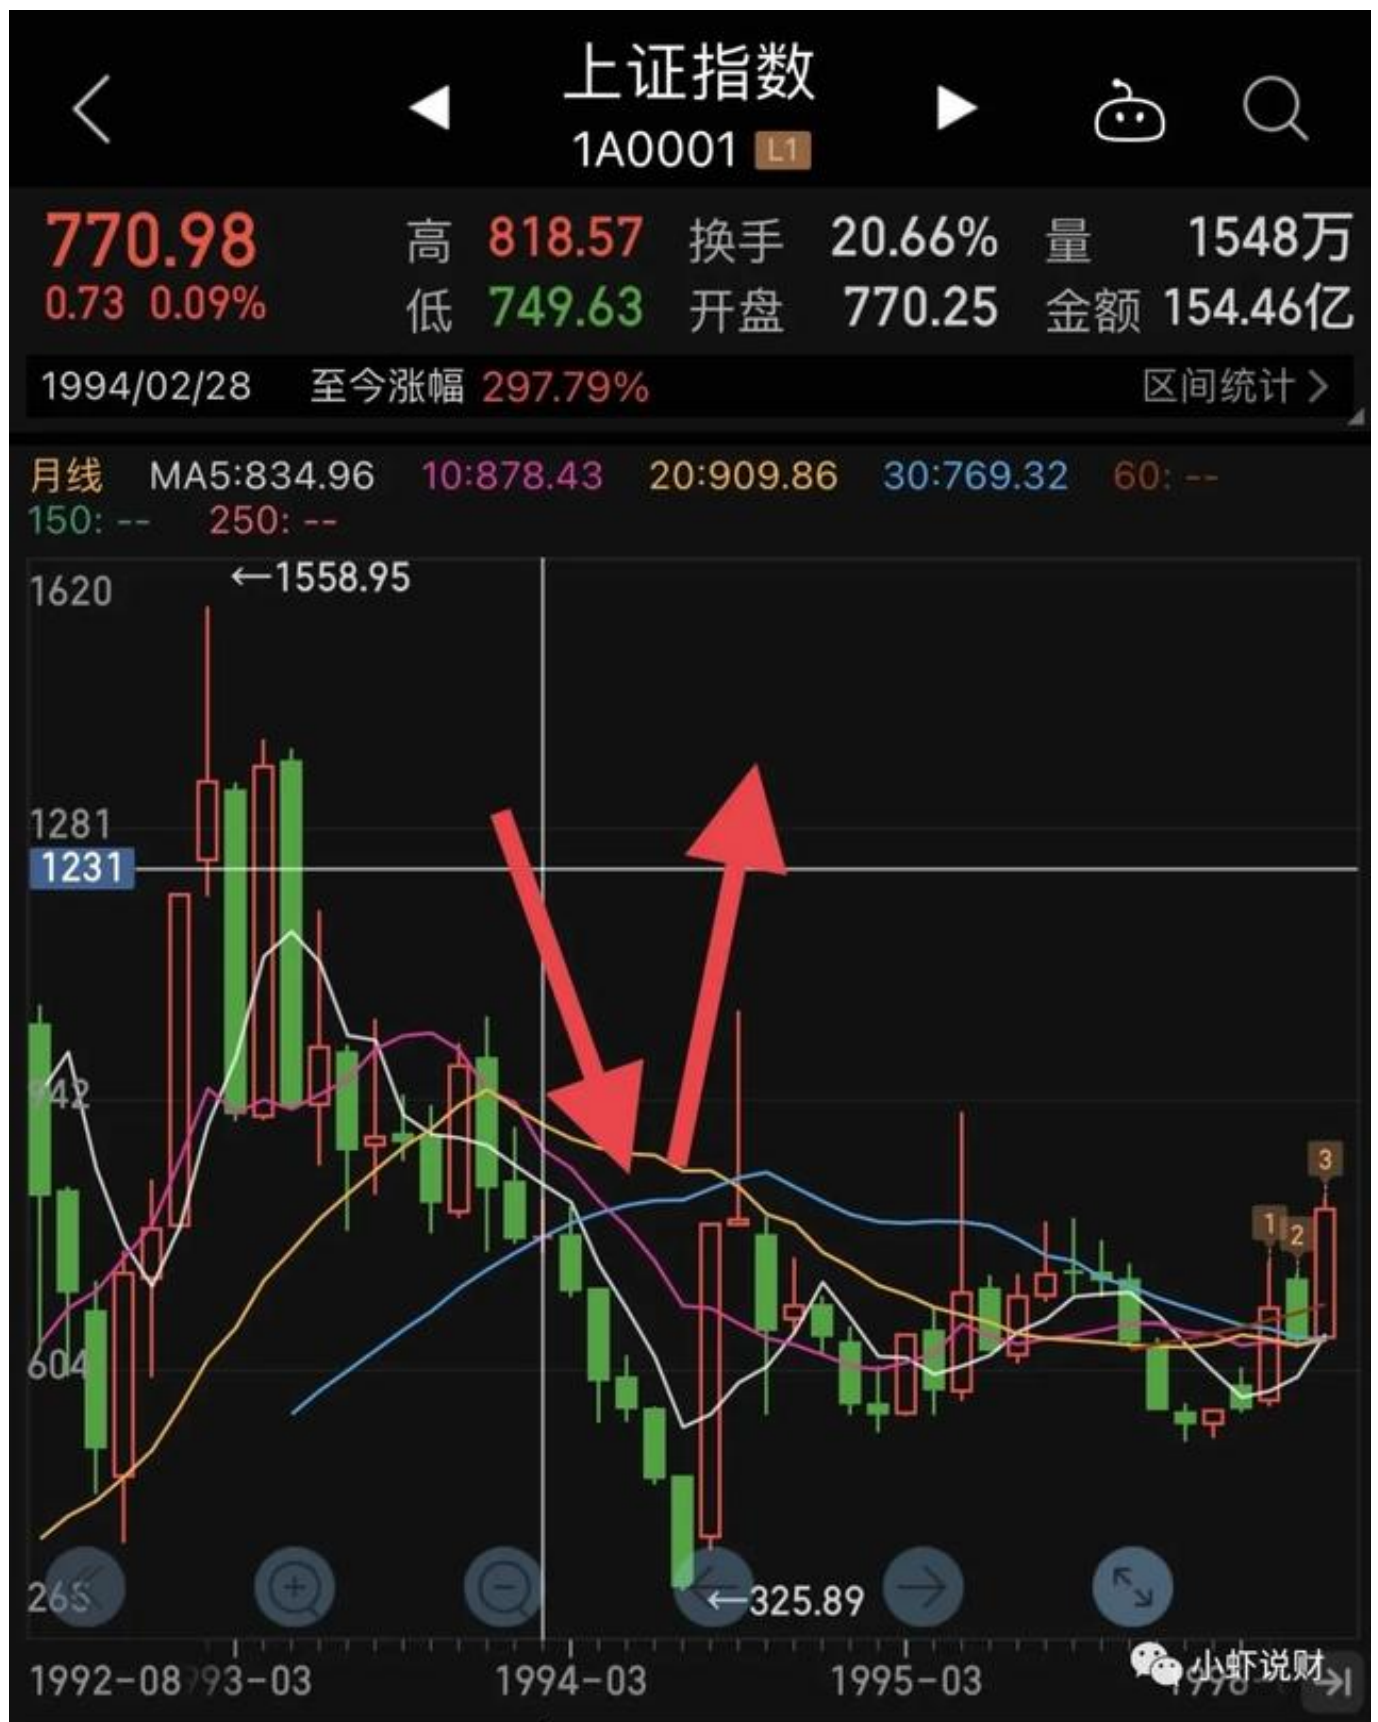 上证指数
1A0001 L1
770.98 高 818.57 换手 20.66% 量 1548万
0.73 0.09% 低 749.63 开盘 770.25 金额 154.46亿
1994/02/28 至今涨幅 297.79% 区间统计
月线 MA5:834.96 10:878.43 20:909.86 30:769.32 60: --
150: -- 250: --
←1558.95
1620
1281
1231
942
3
1 2
604
265
←325.89
小虾说财
1992-08 93-03 1994-03 1995-03